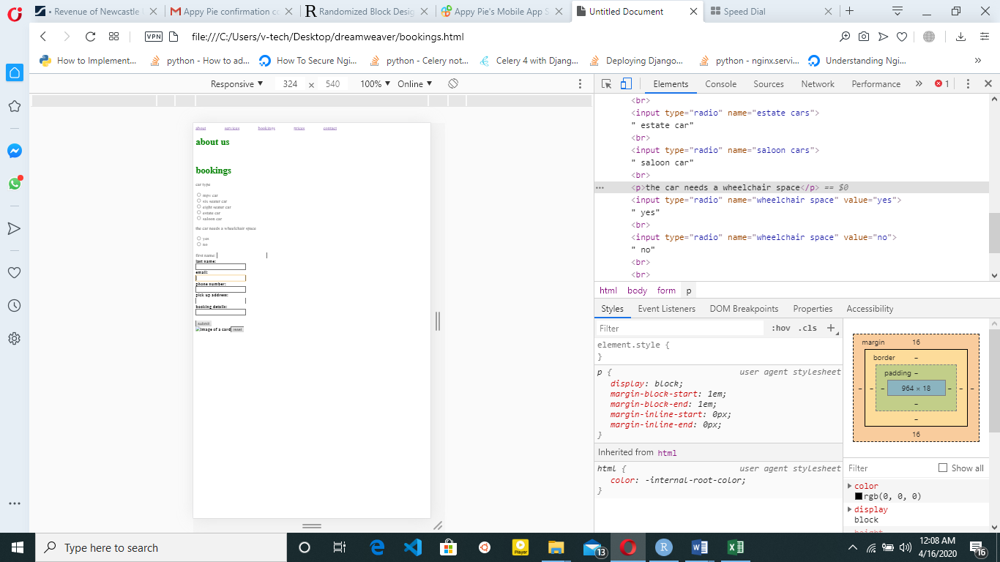 Revenue of Newcastle
Appy Pie confirmation co
Randomized Block Desig
Appy Pie's Mobile App S
Untitled Document
Speed Dial
VPN
file:///C:/Users/v-tech/Desktop/dreamweaver/bookings.html
How to Implement...
python - How to ad...
How To Secure Ngi...
python - Celery not...
Celery 4 with Djang...
Deploying Django...
python - nginx.servi...
Understanding Ngi...
»
Responsive ▼ 324 x 540 100% ▼ Online ▼
Elements Console Sources Network Performance » 1
about services bookings prices contact
about us
bookings
car type
mpv car
six seater car
eight seater car
estate car
saloon car
the car needs a wheelchair space
yes
no
first name:
last name:
email:
phone number:
pick up address:
booking details:
submit
Image of a card reset
<br>
<input type="radio" name="estate cars">
" estate car"
<br>
<input type="radio" name="saloon cars">
" saloon car"
<br>
··· <p>the car needs a wheelchair space</p> == $0
<input type="radio" name="wheelchair space" value="yes">
" yes"
<br>
<input type="radio" name="wheelchair space" value="no">
" no"
<br>
<br>
html body form p
Styles Event Listeners DOM Breakpoints Properties Accessibility
Filter :hov .cls +
element.style {
}
p { user agent stylesheet
display: block;
margin-block-start: 1em;
margin-block-end: 1em;
margin-inline-start: 0px;
margin-inline-end: 0px;
}
Inherited from html
html { user agent stylesheet
color: -internal-root-color;
}
margin 16
border –
padding –
– – – 964 × 18 – – –
–
–
16
Filter Show all
color
rgb(0, 0, 0)
display
block
height
Type here to search
Player
13
R
12:08 AM
4/16/2020
16